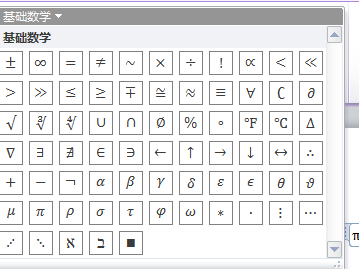 基础数学
基础数学
± ∞ = ≠ ~ × ÷ ! ∝ < ≪
> ≫ ≤ ≥ ∓ ≅ ≈ ≡ ∀ ∁ ∂
√ ∛ ∜ ∪ ∩ ∅ % ° ℉ ℃ ∆
∇ ∃ ∄ ∈ ∋ ← ↑ → ↓ ↔ ∴
+ − ¬ α β γ δ ε ϵ θ ϑ
μ π ρ σ τ φ ω * ∙ ⋮ ⋯
⋰ ⋱ ℵ ℶ ∎
π